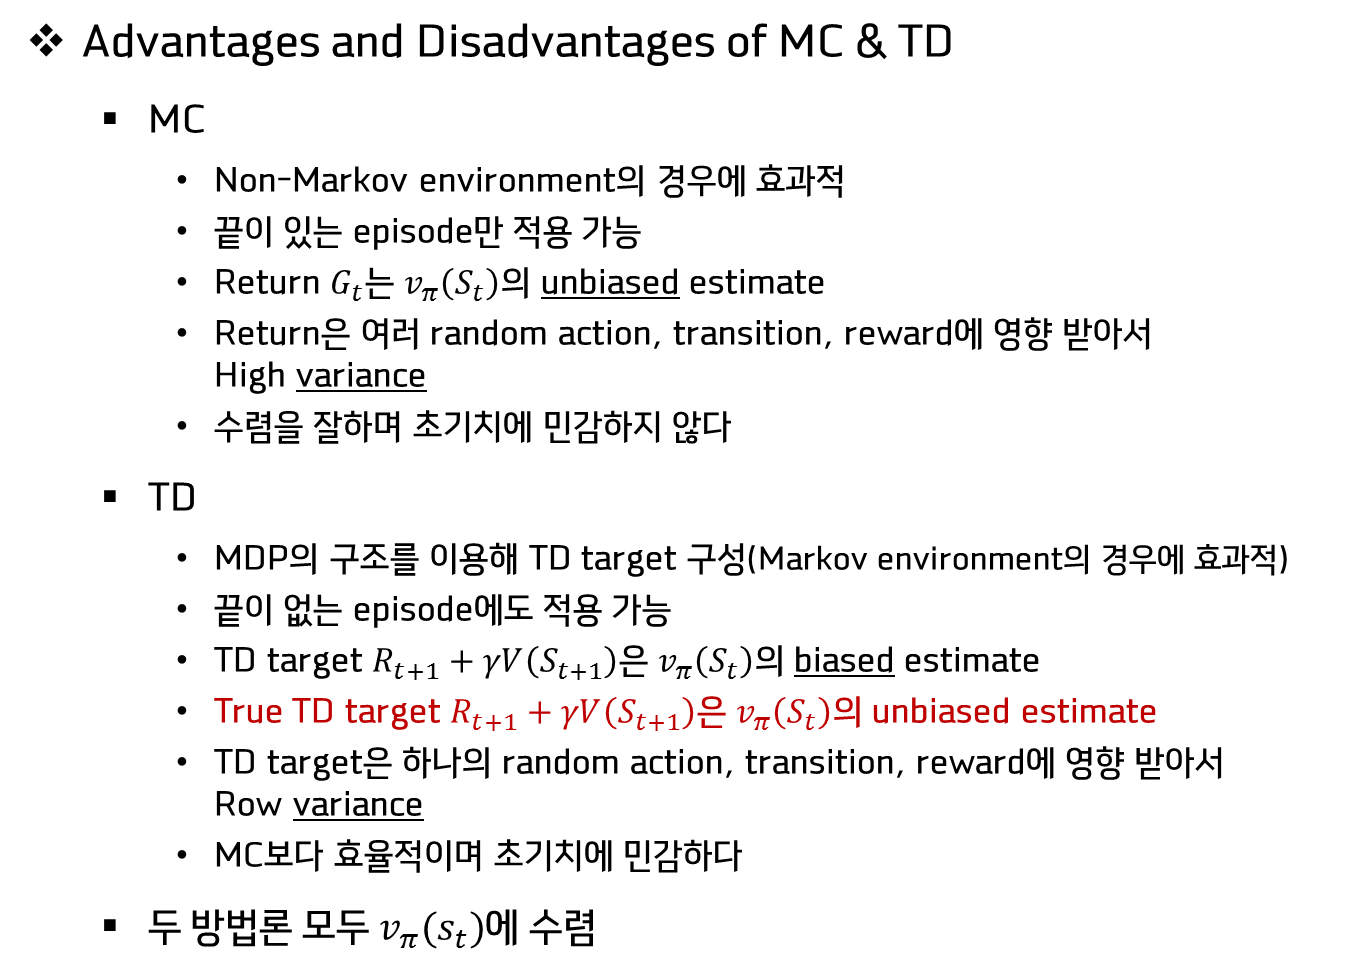 ❖ Advantages and Disadvantages of MC & TD
▪ MC
• Non-Markov environment의 경우에 효과적
• 끝이 있는 episode만 적용 가능
• Return G_t는 v_π(S_t)의 unbiased estimate
• Return은 여러 random action, transition, reward에 영향 받아서
High variance
• 수렴을 잘하며 초기치에 민감하지 않다
▪ TD
• MDP의 구조를 이용해 TD target 구성(Markov environment의 경우에 효과적)
• 끝이 없는 episode에도 적용 가능
• TD target R_{t+1} + γV(S_{t+1})은 v_π(S_t)의 biased estimate
• True TD target R_{t+1} + γV(S_{t+1})은 v_π(S_t)의 unbiased estimate
• TD target은 하나의 random action, transition, reward에 영향 받아서
Row variance
• MC보다 효율적이며 초기치에 민감하다
▪ 두 방법론 모두 v_π(s_t)에 수렴